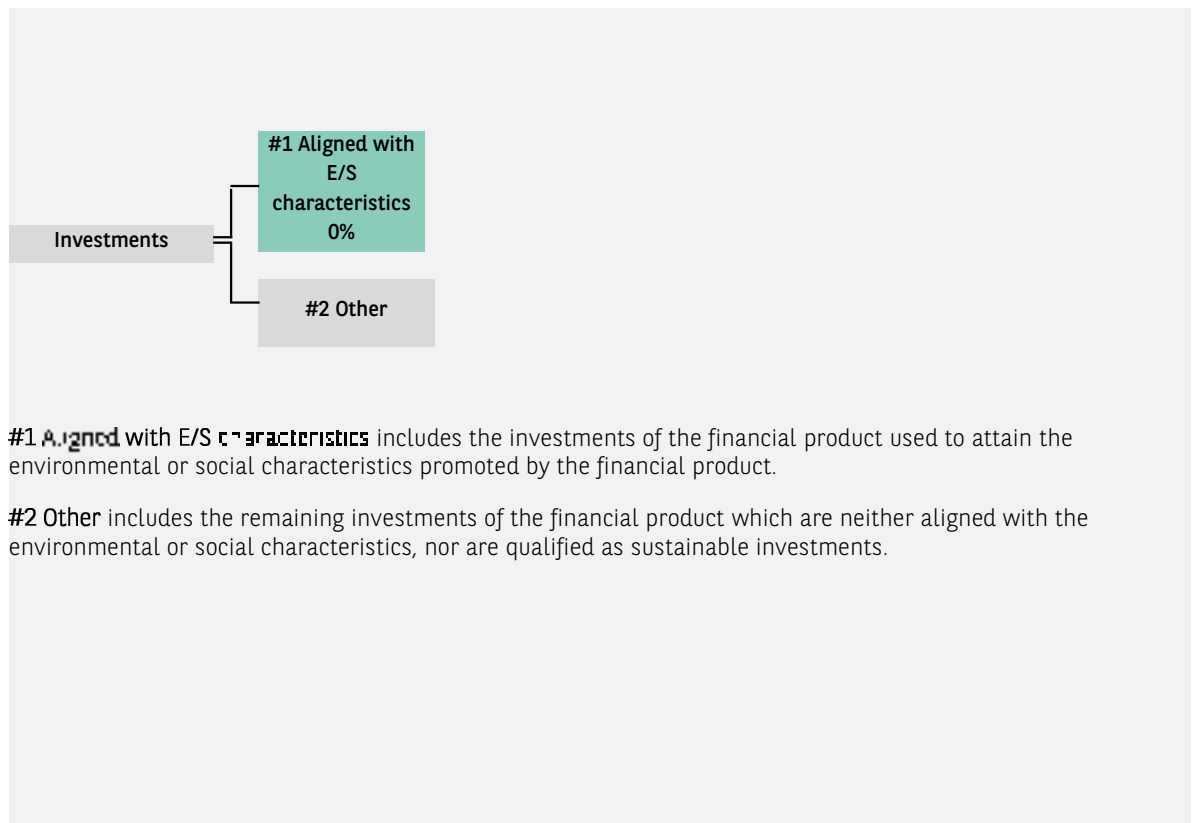 #1 Aligned with
E/S
characteristics
0%
Investments
#2 Other
#1 Aligned with E/S characteristics includes the investments of the financial product used to attain the
environmental or social characteristics promoted by the financial product.
#2 Other includes the remaining investments of the financial product which are neither aligned with the
environmental or social characteristics, nor are qualified as sustainable investments.